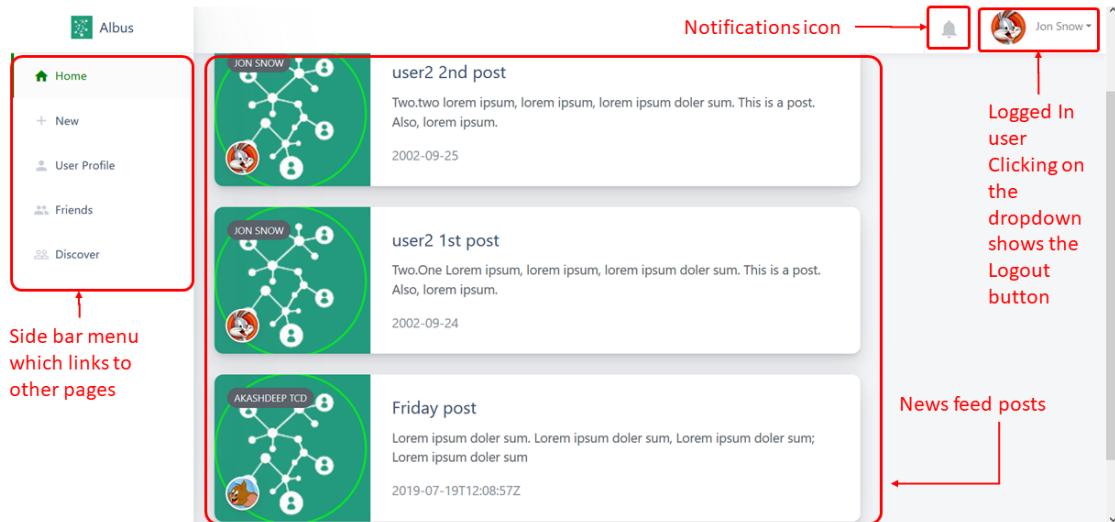 Albus
Notifications icon
Jon Snow
Home
New
User Profile
Friends
Discover
Side bar menu
which links to
other pages
JON SNOW
user2 2nd post
Two.two lorem ipsum, lorem ipsum, lorem ipsum doler sum. This is a post.
Also, lorem ipsum.
2002-09-25
JON SNOW
user2 1st post
Two.One Lorem ipsum, lorem ipsum, lorem ipsum doler sum. This is a post.
Also, lorem ipsum.
2002-09-24
AKASHDEEP TCD
Friday post
Lorem ipsum doler sum. Lorem ipsum doler sum, Lorem ipsum doler sum;
Lorem ipsum doler sum
2019-07-19T12:08:57Z
Logged In
user
Clicking on
the
dropdown
shows the
Logout
button
News feed posts